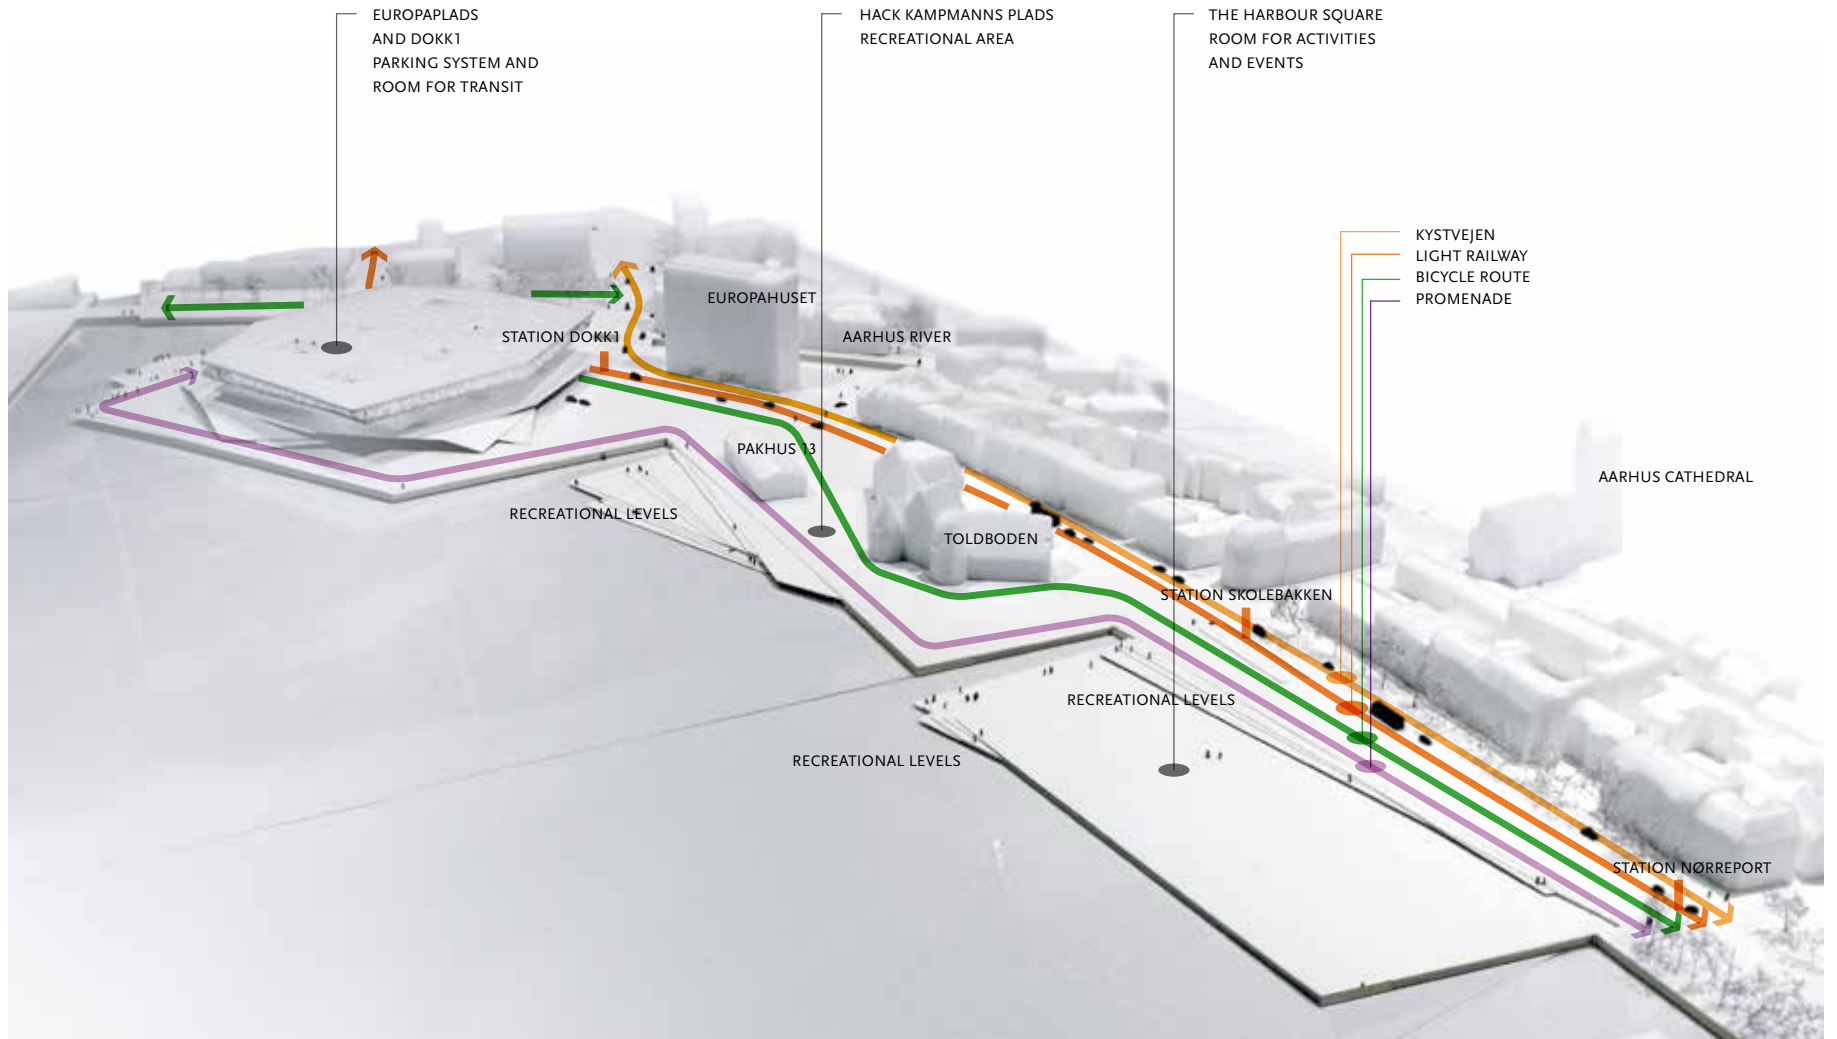 EUROPAPLADS
AND DOKK1
PARKING SYSTEM AND
ROOM FOR TRANSIT
HACK KAMPMANNS PLADS
RECREATIONAL AREA
THE HARBOUR SQUARE
ROOM FOR ACTIVITIES
AND EVENTS
KYSTVEJEN
LIGHT RAILWAY
BICYCLE ROUTE
PROMENADE
EUROPAHUSET
STATION DOKK1
AARHUS RIVER
PAKHUS 13
AARHUS CATHEDRAL
RECREATIONAL LEVELS
TOLDBODEN
STATION SKOLEBAKKEN
RECREATIONAL LEVELS
RECREATIONAL LEVELS
STATION NØRREPORT